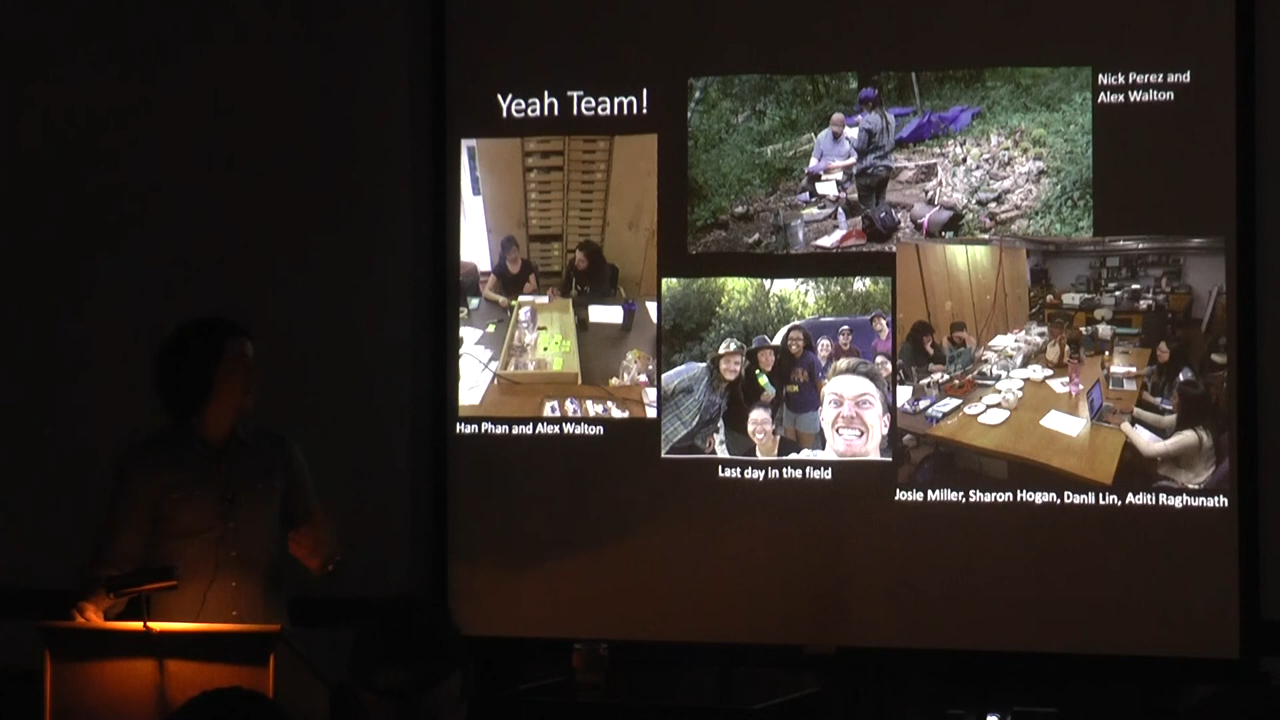 Yeah Team!
Nick Perez and
Alex Walton
Han Phan and Alex Walton
Last day in the field
Josie Miller, Sharon Hogan, Danli Lin, Aditi Raghunath